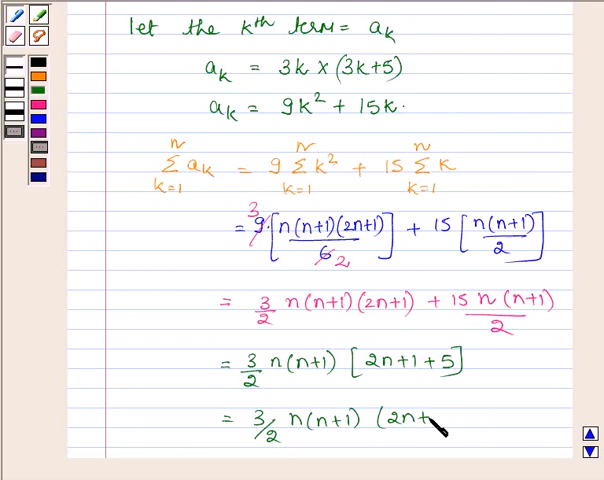 let the kth term = ak
ak = 3k × (3k+5)
ak = 9k² + 15k.
n∑k=1 ak = 9 n∑k=1 k² + 15 n∑k=1 k
= 9·3 [n(n+1)(2n+1)/6 2] + 15 [n(n+1)/2]
= 3/2 n(n+1)(2n+1) + 15 n(n+1)/2
= 3/2 n(n+1) [2n+1+5]
= 3/2 n(n+1) (2n+